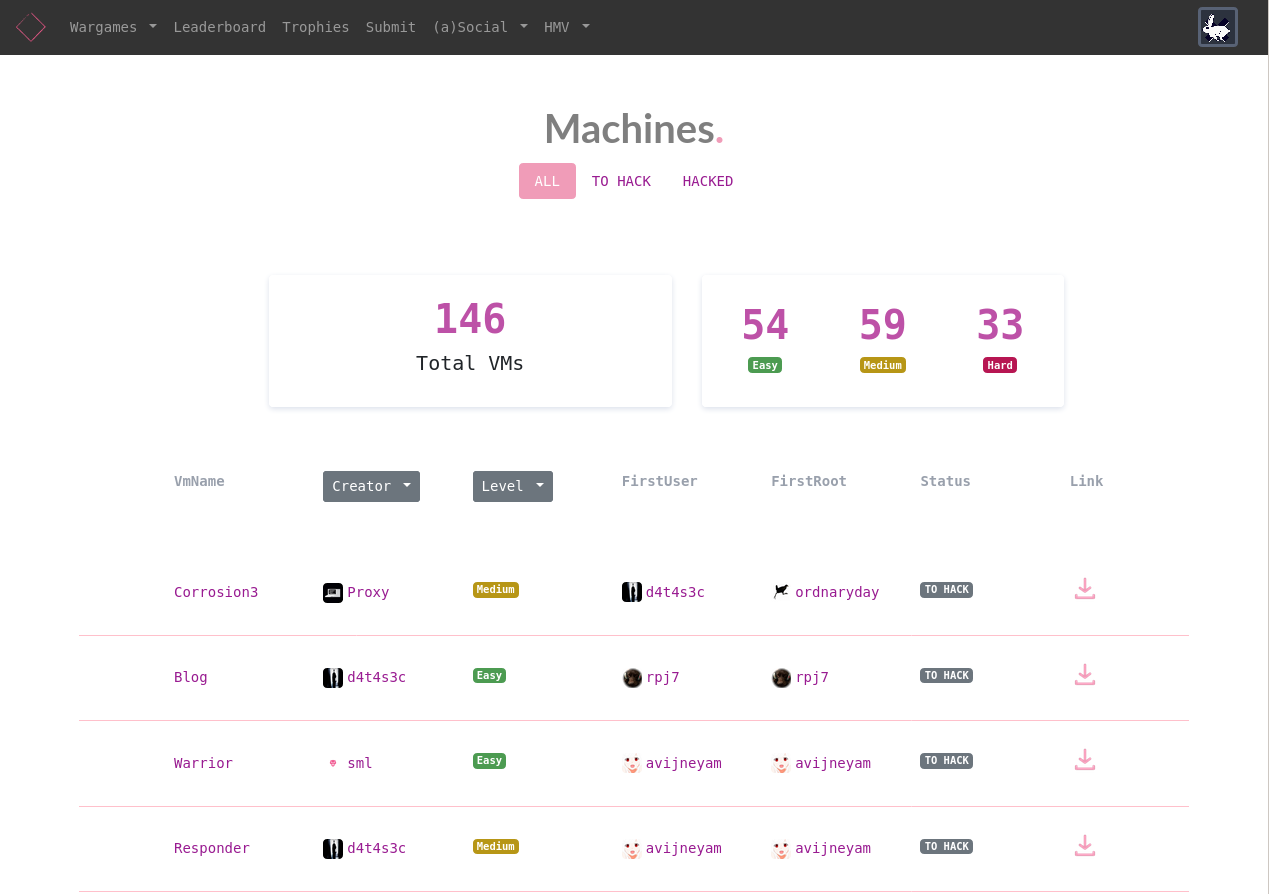 Wargames Leaderboard Trophies Submit (a)Social HMV
Machines.
ALL TO HACK HACKED
146
Total VMs
54 59 33
Easy Medium Hard
VmName Creator Level FirstUser FirstRoot Status Link
Corrosion3 Proxy Medium d4t4s3c ordnaryday TO HACK
Blog d4t4s3c Easy rpj7 rpj7 TO HACK
Warrior sml Easy avijneyam avijneyam TO HACK
Responder d4t4s3c Medium avijneyam avijneyam TO HACK